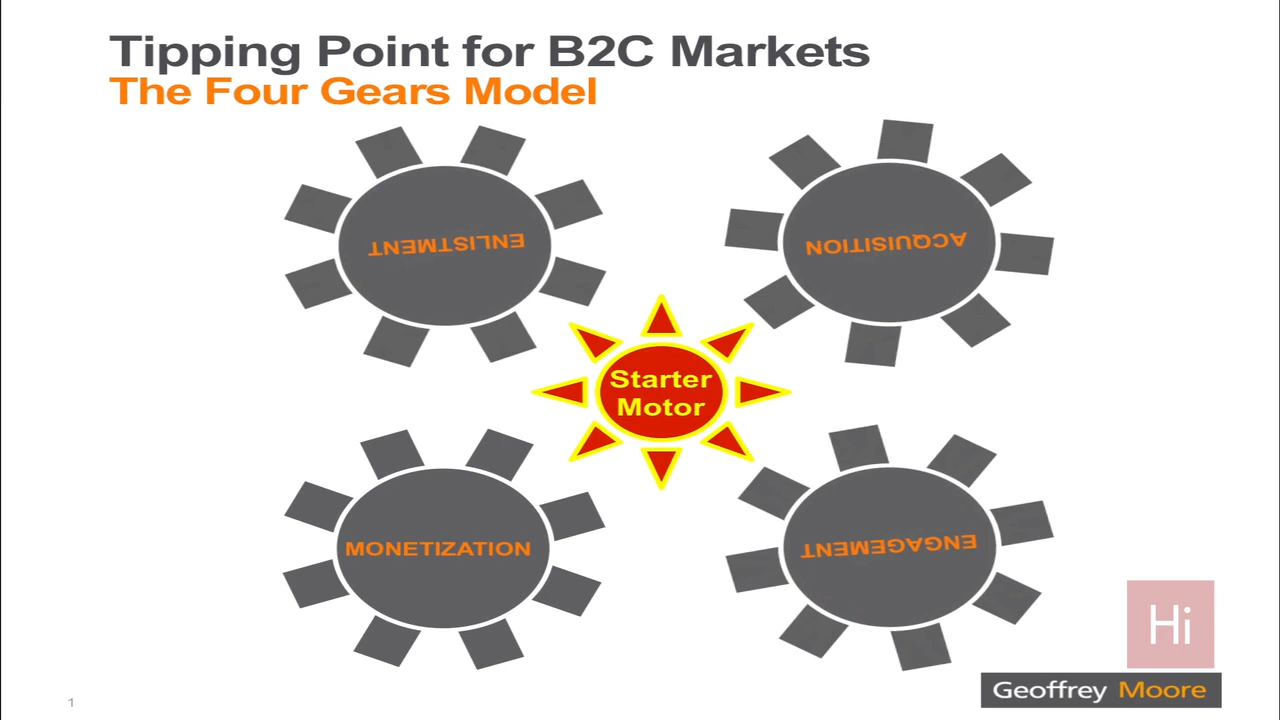 Tipping Point for B2C Markets
The Four Gears Model
ENLISTMENT
ACQUISITION
Starter
Motor
MONETIZATION
ENGAGEMENT
Hi
Geoffrey Moore
1